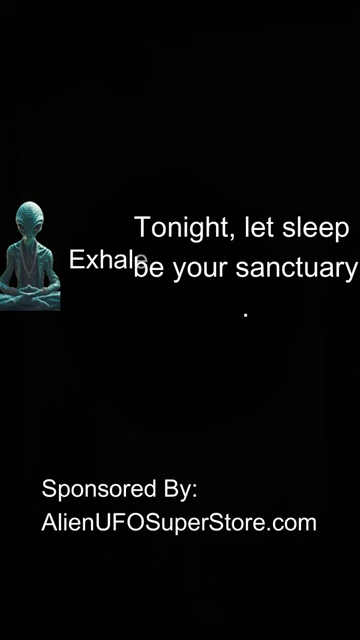 Tonight, let sleep
Exhale
be your sanctuary
.
Sponsored By:
AlienUFOSuperStore.com